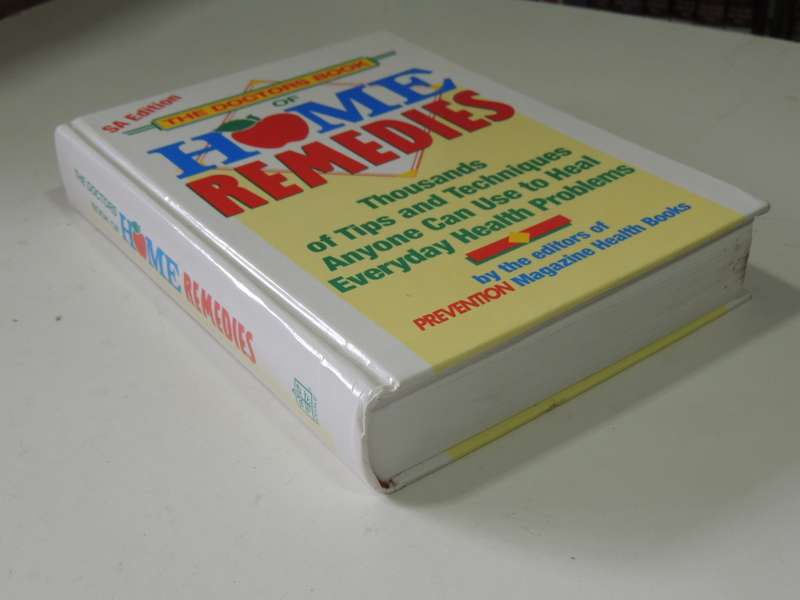 SA Edition
THE DOCTORS BOOK
OF
HOME
REMEDIES
Thousands
of Tips and Techniques
Anyone Can Use to Heal
Everyday Health Problems
by the editors of
PREVENTION Magazine Health Books
THE DOCTORS
BOOK OF
HOME REMEDIES